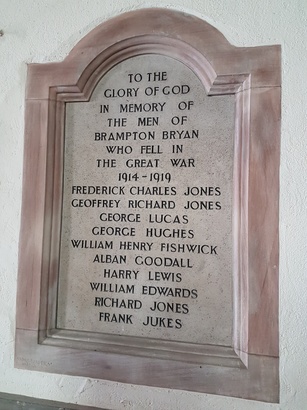 TO THE
GLORY OF GOD
IN MEMORY OF
THE MEN OF
BRAMPTON BRYAN
WHO FELL IN
THE GREAT WAR
1914-1919
FREDERICK CHARLES JONES
GEOFFREY RICHARD JONES
GEORGE LUCAS
GEORGE HUGHES
WILLIAM HENRY FISHWICK
ALBAN GOODALL
HARRY LEWIS
WILLIAM EDWARDS
RICHARD JONES
FRANK JUKES